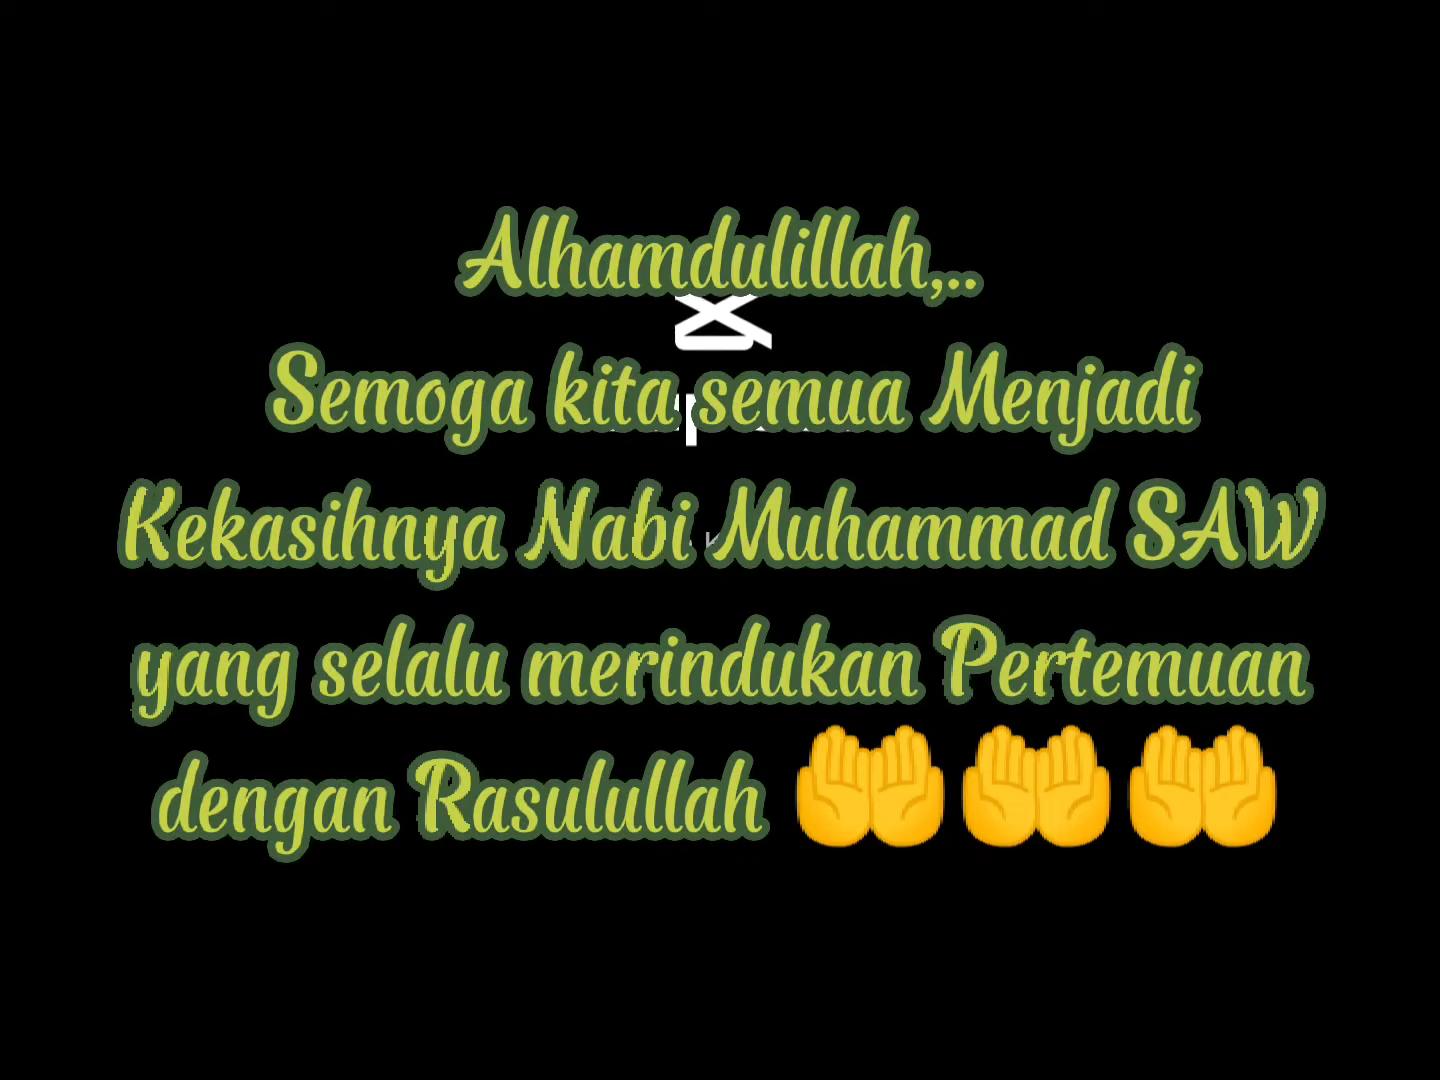 Alhamdulillah,..
Semoga kita semua Menjadi
Kekasihnya Nabi Muhammad SAW
yang selalu merindukan Pertemuan
dengan Rasulullah 🤲🤲🤲